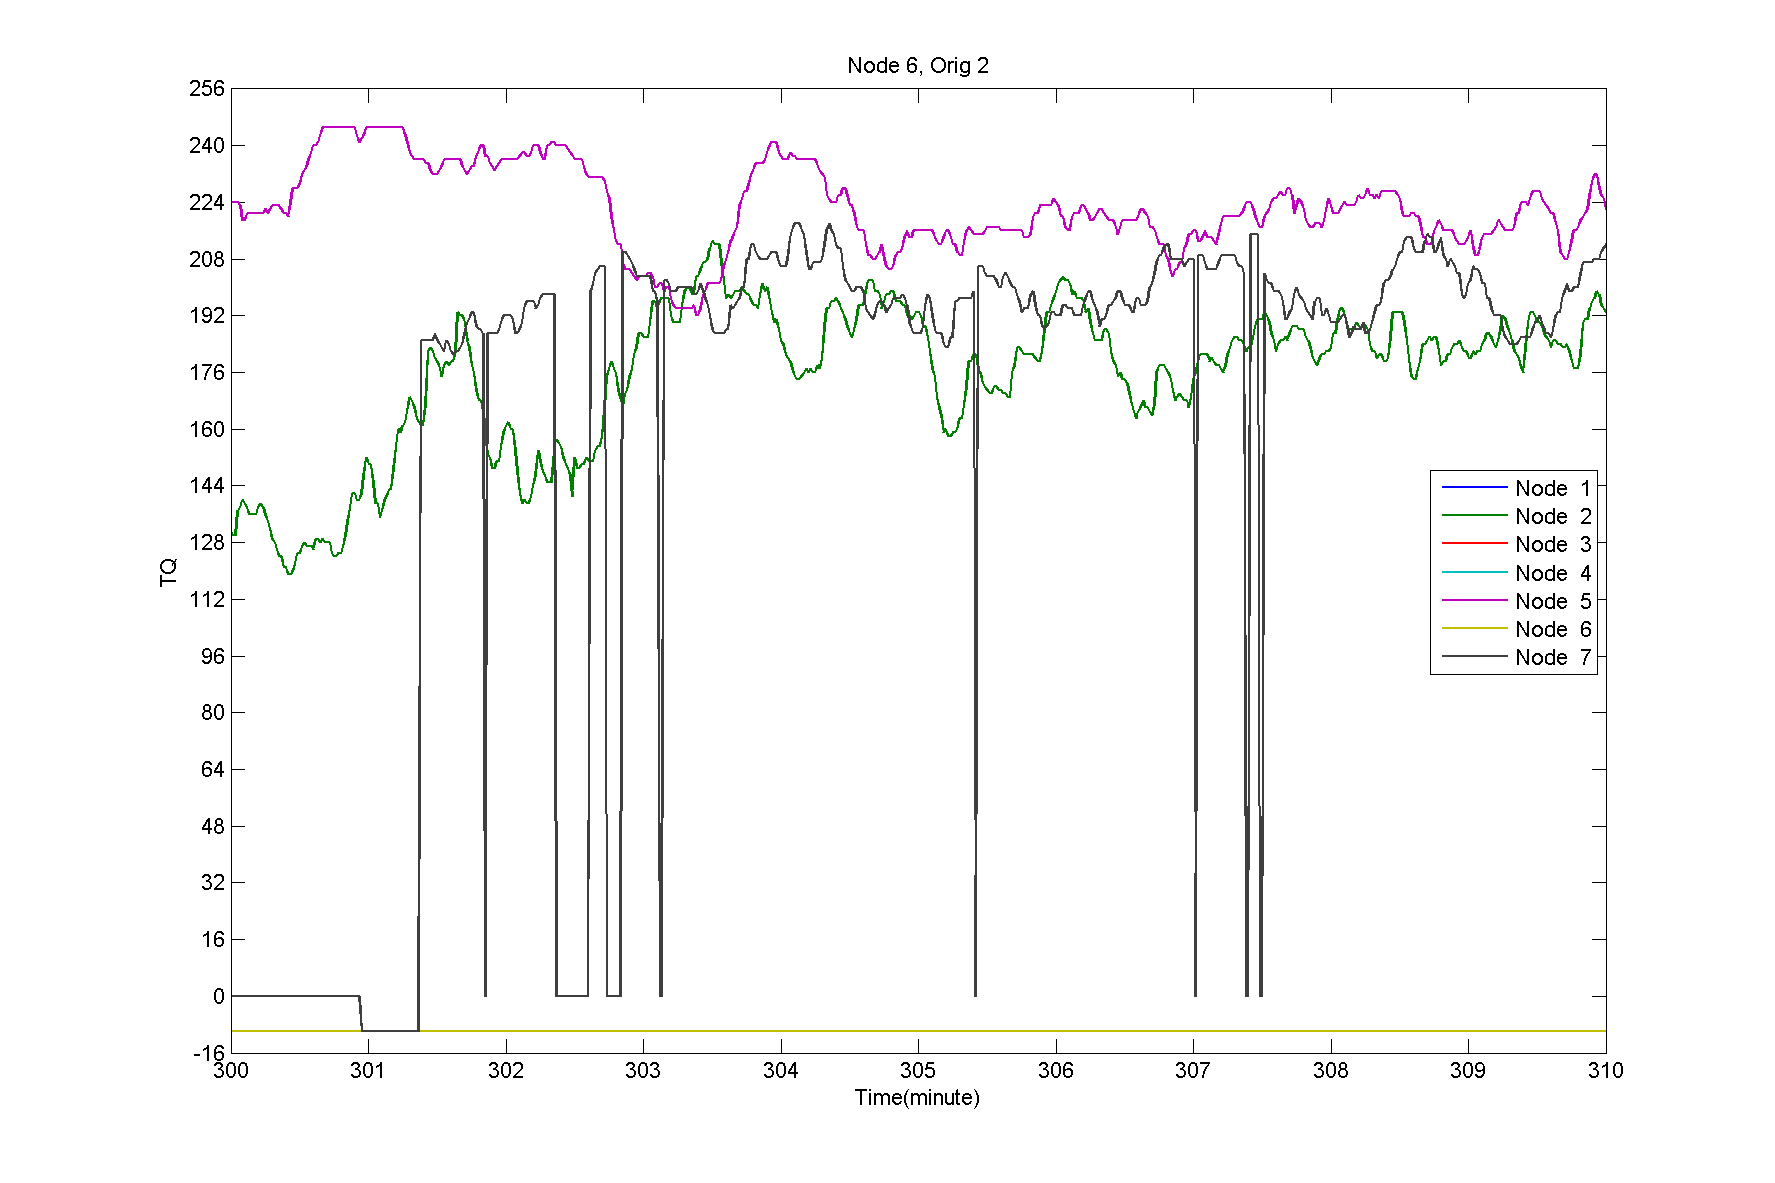 Node 6, Orig 2
256
240
224
208
192
176
160
144
128
112
96
80
64
48
32
16
0
-16
TQ
300 301 302 303 304 305 306 307 308 309 310
Time(minute)
Node 1
Node 2
Node 3
Node 4
Node 5
Node 6
Node 7